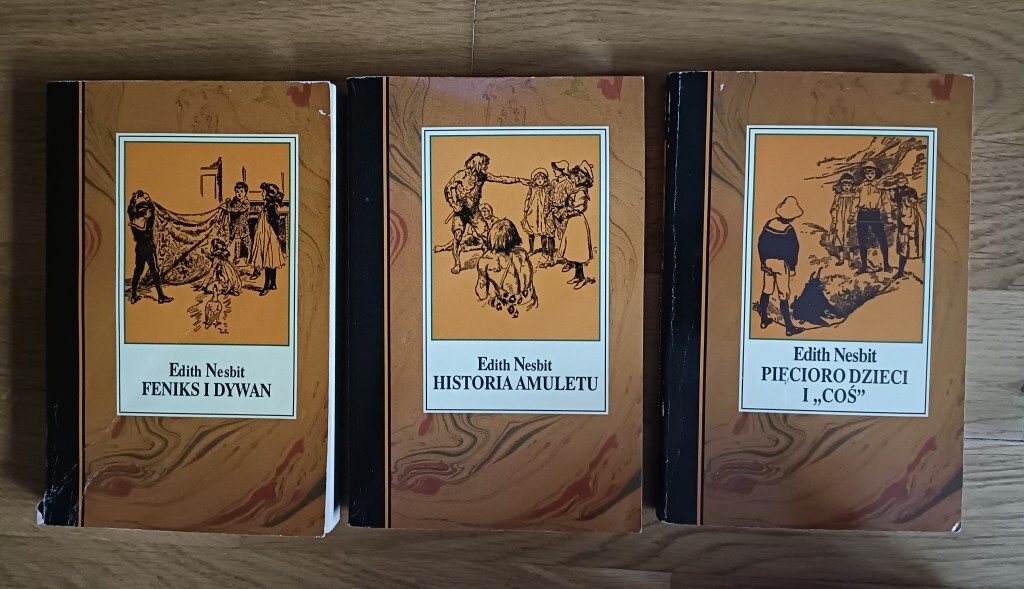 Edith Nesbit
FENIKS I DYWAN
Edith Nesbit
HISTORIA AMULETU
Edith Nesbit
PIĘCIORO DZIECI
I „COŚ”